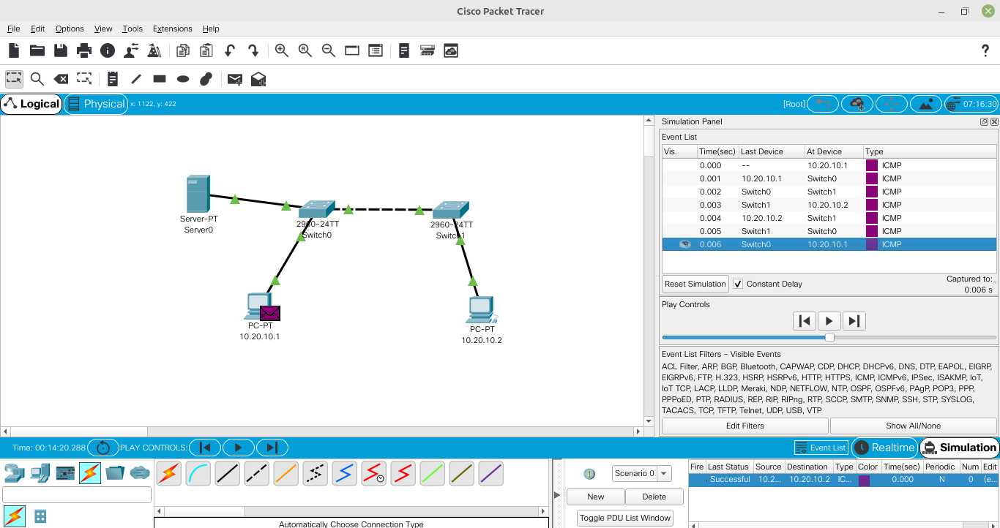 Cisco Packet Tracer
File Edit Options View Tools Extensions Help
Logical Physical x: 1122, y: 422 [Root] 07:16:30
Server-PT
Server0
2960-24TT
Switch0
2960-24TT
Switch1
PC-PT
10.20.10.1
PC-PT
10.20.10.2
Simulation Panel
Event List
Vis. Time(sec) Last Device At Device Type
0.000 -- 10.20.10.1 ICMP
0.001 10.20.10.1 Switch0 ICMP
0.002 Switch0 Switch1 ICMP
0.003 Switch1 10.20.10.2 ICMP
0.004 10.20.10.2 Switch1 ICMP
0.005 Switch1 Switch0 ICMP
0.006 Switch0 10.20.10.1 ICMP
Reset Simulation Constant Delay Captured to:
0.006 s
Play Controls
Event List Filters - Visible Events
ACL Filter, ARP, BGP, Bluetooth, CAPWAP, CDP, DHCP, DHCPv6, DNS, DTP, EAPOL, EIGRP,
EIGRPv6, FTP, H.323, HSRP, HSRPv6, HTTP, HTTPS, ICMP, ICMPv6, IPSec, ISAKMP, IoT,
IoT TCP, LACP, LLDP, Meraki, NDP, NETFLOW, NTP, OSPF, OSPFv6, PAgP, POP3, PPP,
PPPoED, PTP, RADIUS, REP, RIP, RIPng, RTP, SCCP, SMTP, SNMP, SSH, STP, SYSLOG,
TACACS, TCP, TFTP, Telnet, UDP, USB, VTP
Edit Filters Show All/None
Time: 00:14:20.288 PLAY CONTROLS: Event List Realtime Simulation
Automatically Choose Connection Type
Scenario 0
New Delete
Toggle PDU List Window
Fire Last Status Source Destination Type Color Time(sec) Periodic Num Edit
Successful 10.2... 10.20.10.2 IC... 0.000 N 0 (e...